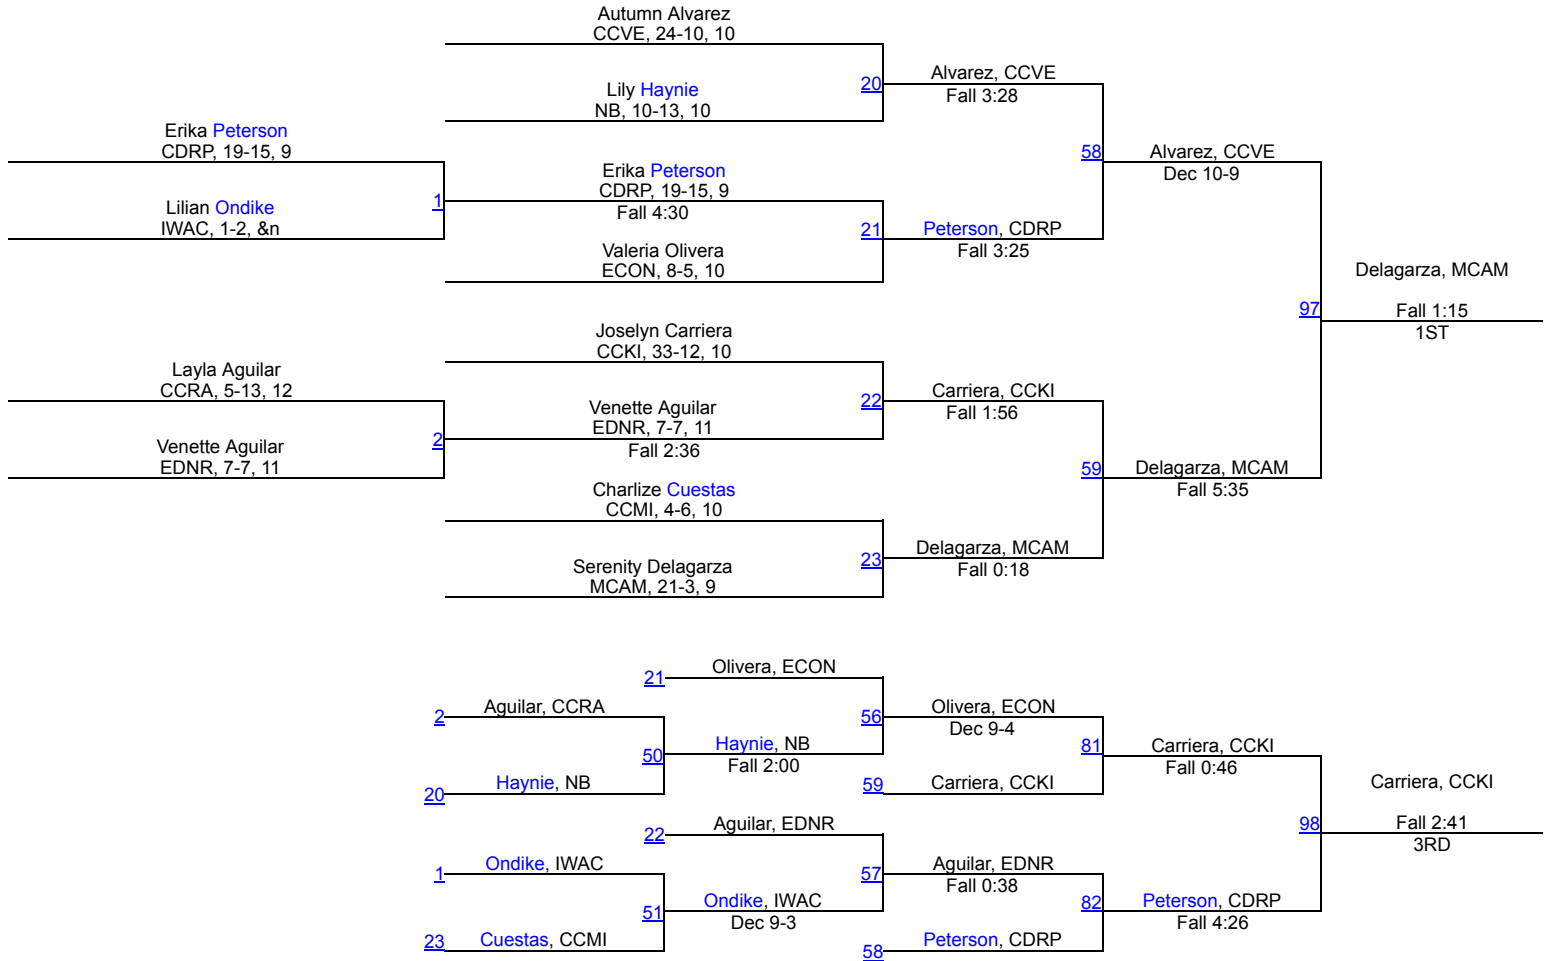 Autumn Alvarez
CCVE, 24-10, 10
20
Alvarez, CCVE
Fall 3:28
Lily Haynie
NB, 10-13, 10
Erika Peterson
CDRP, 19-15, 9
58
Alvarez, CCVE
Dec 10-9
Erika Peterson
CDRP, 19-15, 9
Fall 4:30
1
Lilian Ondike
IWAC, 1-2, &n
21
Peterson, CDRP
Fall 3:25
Valeria Olivera
ECON, 8-5, 10
Delagarza, MCAM
97
Fall 1:15
1ST
Joselyn Carriera
CCKI, 33-12, 10
Layla Aguilar
CCRA, 5-13, 12
22
Carriera, CCKI
Fall 1:56
Venette Aguilar
EDNR, 7-7, 11
Fall 2:36
2
Venette Aguilar
EDNR, 7-7, 11
59
Delagarza, MCAM
Fall 5:35
Charlize Cuestas
CCMI, 4-6, 10
23
Delagarza, MCAM
Fall 0:18
Serenity Delagarza
MCAM, 21-3, 9
21
Olivera, ECON
2
Aguilar, CCRA
56
Olivera, ECON
Dec 9-4
50
Haynie, NB
Fall 2:00
81
Carriera, CCKI
Fall 0:46
20
Haynie, NB
59
Carriera, CCKI
Carriera, CCKI
22
Aguilar, EDNR
98
Fall 2:41
3RD
1
Ondike, IWAC
57
Aguilar, EDNR
Fall 0:38
51
Ondike, IWAC
Dec 9-3
82
Peterson, CDRP
Fall 4:26
23
Cuestas, CCMI
58
Peterson, CDRP